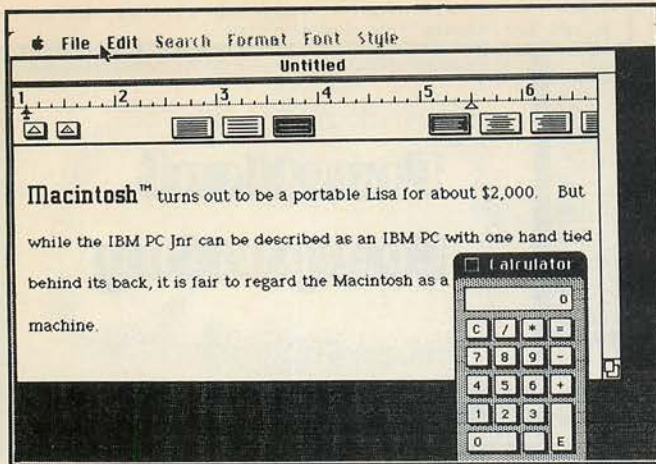 File Edit Search Format Font Style
Untitled
1 2 3 4 5 6
Macintosh™ turns out to be a portable Lisa for about $2,000. But
while the IBM PC Jnr can be described as an IBM PC with one hand tied
behind its back, it is fair to regard the Macintosh as a
machine.
Calculator
0
C / * =
7 8 9 -
4 5 6 +
1 2 3
0 E